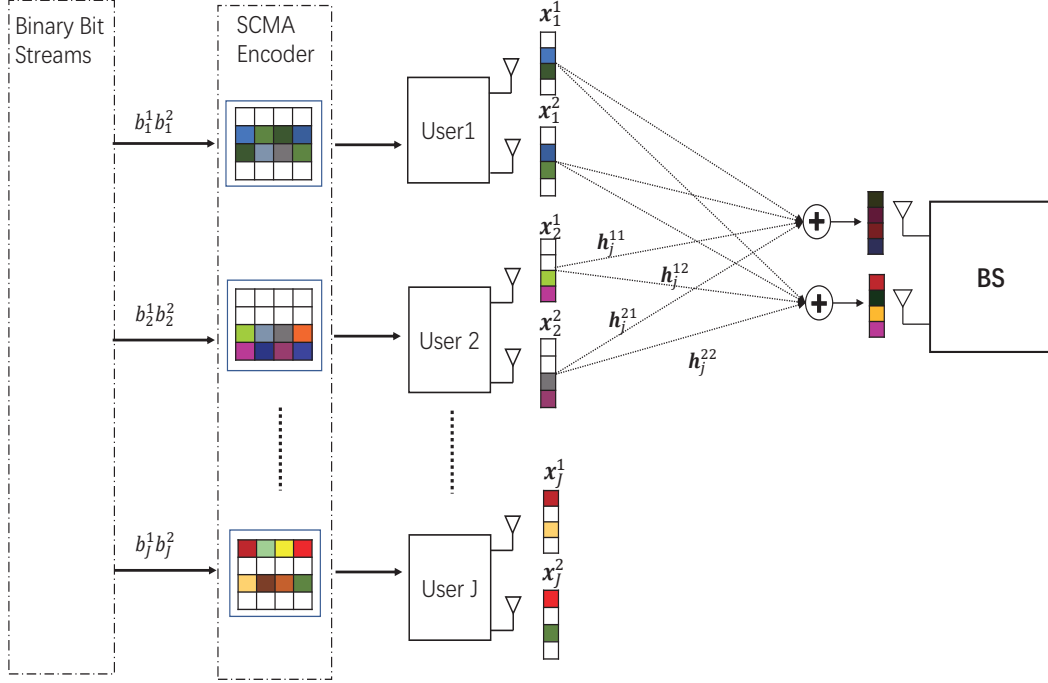 Binary Bit
Streams
SCMA
Encoder
b_1^1 b_1^2
User1
x_1^1
x_1^2
b_2^1 b_2^2
User 2
x_2^1
x_2^2
h_j^{11}
h_j^{12}
h_j^{21}
h_j^{22}
+
+
BS
b_J^1 b_J^2
User J
x_J^1
x_J^2